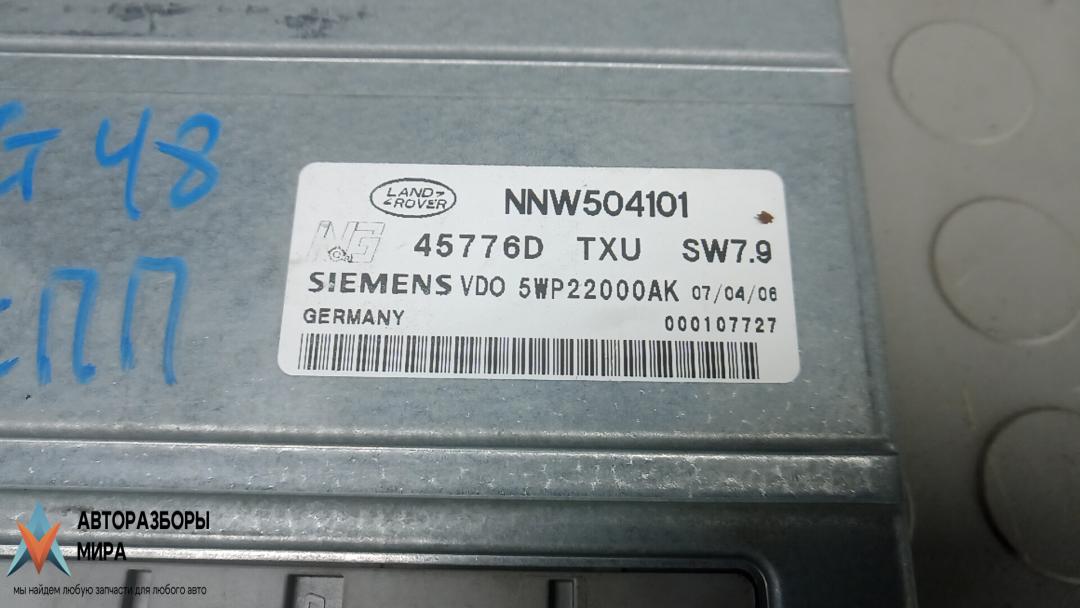 48
LAND ROVER
NNW504101
45776D TXU SW7.9
SIEMENS VDO 5WP22000AK 07/04/06
GERMANY 000107727
АВТОРАЗБОРЫ
МИРА
мы найдем любую запчасти для любого авто